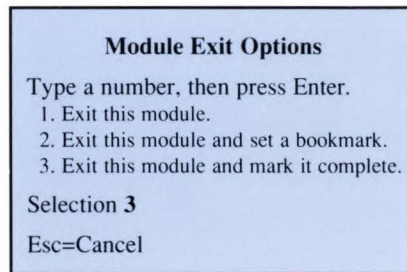 Module Exit Options
Type a number, then press Enter.
1. Exit this module.
2. Exit this module and set a bookmark.
3. Exit this module and mark it complete.
Selection 3
Esc=Cancel